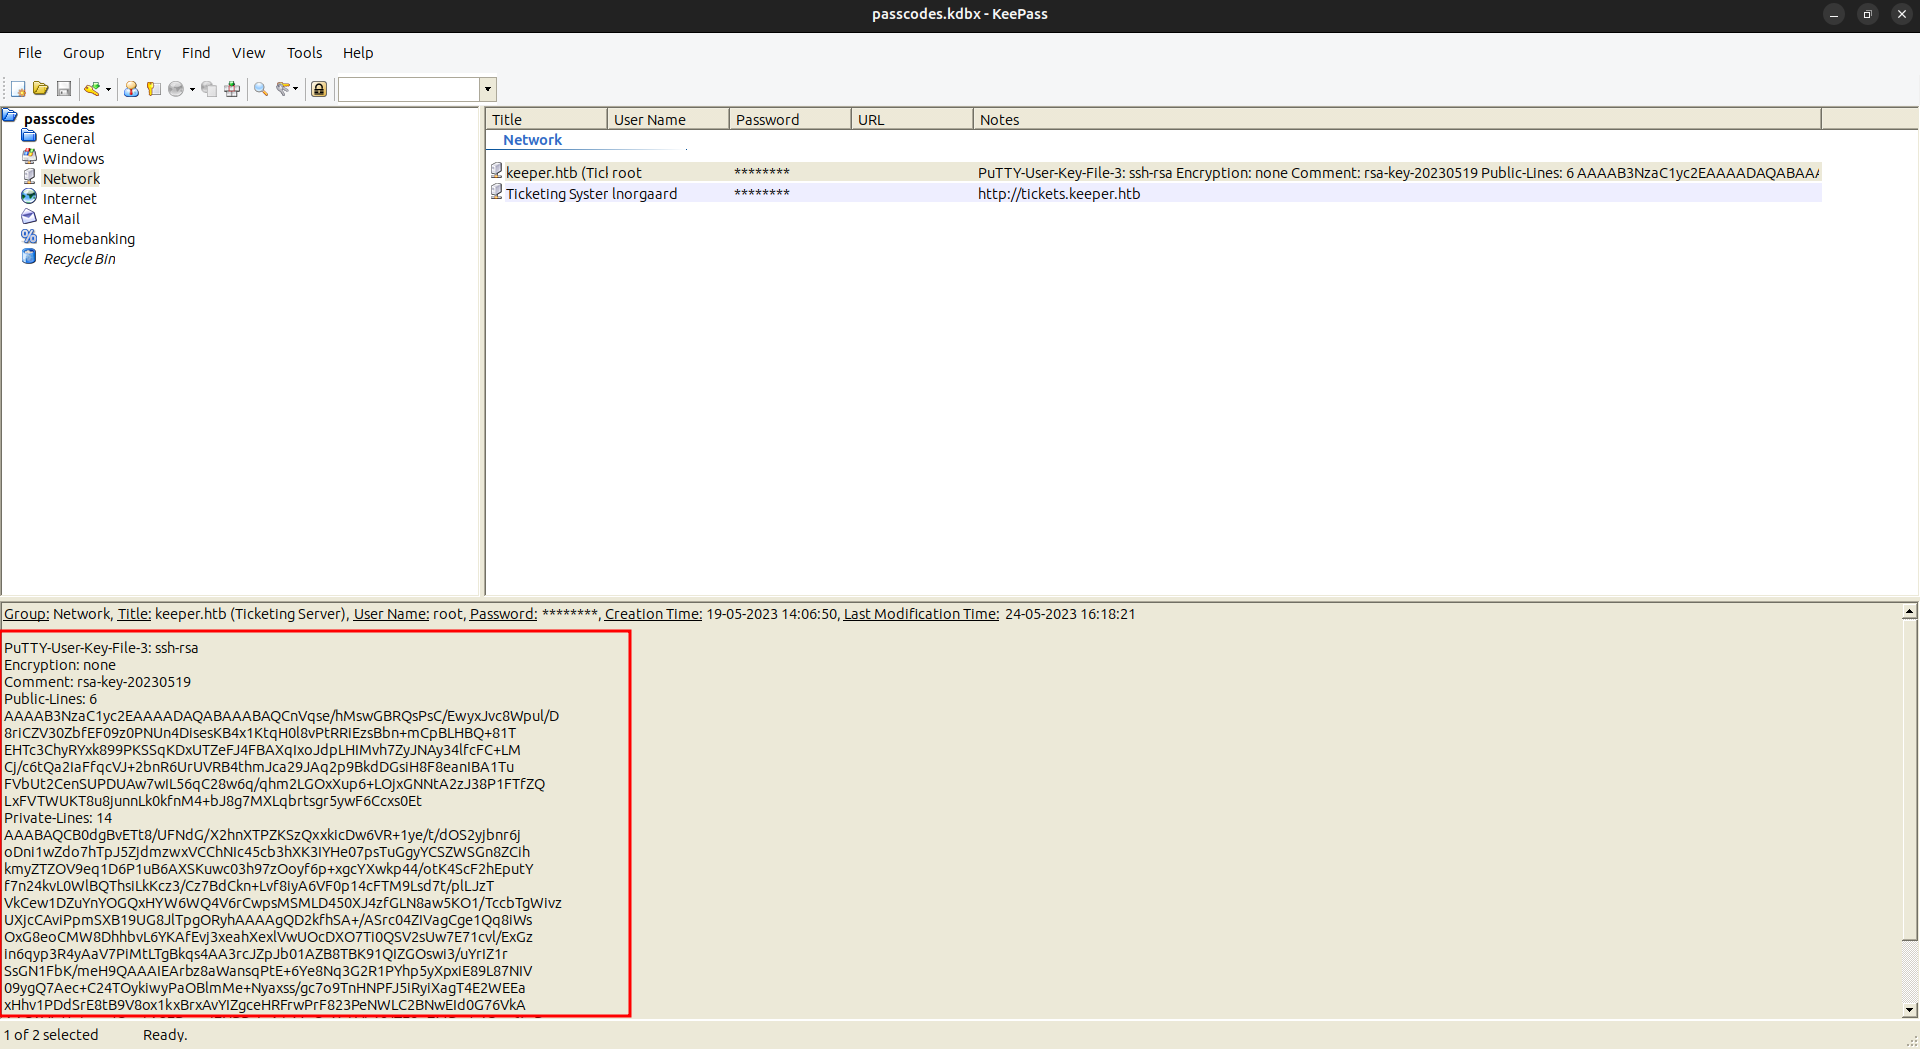 passcodes.kdbx - KeePass
File Group Entry Find View Tools Help
passcodes
General
Windows
Network
Internet
eMail
Homebanking
Recycle Bin
Title User Name Password URL Notes
Network
keeper.htb (Ticl root ******** PuTTY-User-Key-File-3: ssh-rsa Encryption: none Comment: rsa-key-20230519 Public-Lines: 6 AAAAB3NzaC1yc2EAAAADAQABAAA
Ticketing Syster lnorgaard ******** http://tickets.keeper.htb
Group: Network, Title: keeper.htb (Ticketing Server), User Name: root, Password: ********, Creation Time: 19-05-2023 14:06:50, Last Modification Time: 24-05-2023 16:18:21
PuTTY-User-Key-File-3: ssh-rsa
Encryption: none
Comment: rsa-key-20230519
Public-Lines: 6
AAAAB3NzaC1yc2EAAAADAQABAAABAQCnVqse/hMswGBRQsPsC/EwyxJvc8Wpul/D
8riCZV30ZbfEF09z0PNUn4DisesKB4x1KtqH0l8vPtRRiEzsBbn+mCpBLHBQ+81T
EHTc3ChyRYxk899PKSSqKDxUTZeFJ4FBAXqIxoJdpLHIMvh7ZyJNAy34lfcFC+LM
Cj/c6tQa2IaFfqcVJ+2bnR6UrUVRB4thmJca29JAq2p9BkdDGsiH8F8eanIBA1Tu
FVbUt2CenSUPDUAw7wIL56qC28w6q/qhm2LGOxXup6+LOjxGNNtA2zJ38P1FTfZQ
LxFVTWUKT8u8junnLk0kfnM4+bJ8g7MXLqbrtsgr5ywF6Ccxs0Et
Private-Lines: 14
AAABAQCB0dgBvETt8/UFNdG/X2hnXTPZKSzQxxkicDw6VR+1ye/t/dOS2yjbnr6j
oDni1wZdo7hTpJ5ZjdmzwxVCChNIc45cb3hXK3IYHe07psTuGgyYCSZWSGn8ZCih
kmyZTZOV9eq1D6P1uB6AXSKuwc03h97zOoyf6p+xgcYXwkp44/otK4ScF2hEputY
f7n24kvL0WlBQThsiLkKcz3/Cz7BdCkn+Lvf8iyA6VF0p14cFTM9Lsd7t/plLJzT
VkCew1DZuYnYOGQxHYW6WQ4V6rCwpsMSMLD450XJ4zfGLN8aw5KO1/TccbTgWivz
UXjcCAviPpmSXB19UG8JlTpgORyhAAAAgQD2kfhSA+/ASrc04ZIVagCge1Qq8iWs
OxG8eoCMW8DhhbvL6YKAfEvj3xeahXexlVwUOcDXO7Ti0QSV2sUw7E71cvl/ExGz
in6qyp3R4yAaV7PiMtLTgBkqs4AA3rcJZpJb01AZB8TBK91QIZGOswi3/uYrIZ1r
SsGN1FbK/meH9QAAAIEArbz8aWansqPtE+6Ye8Nq3G2R1PYhp5yXpxiE89L87NIV
09ygQ7Aec+C24TOykiwyPaOBlmMe+Nyaxss/gc7o9TnHNPFJ5iRyiXagT4E2WEEa
xHhv1PDdSrE8tB9V8ox1kxBrxAvYIZgceHRFrwPrF823PeNWLC2BNwEId0G76VkA
1 of 2 selected Ready.